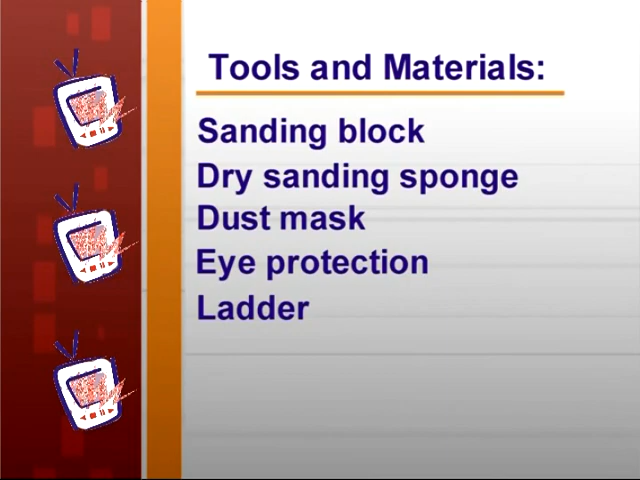 Tools and Materials:
Sanding block
Dry sanding sponge
Dust mask
Eye protection
Ladder